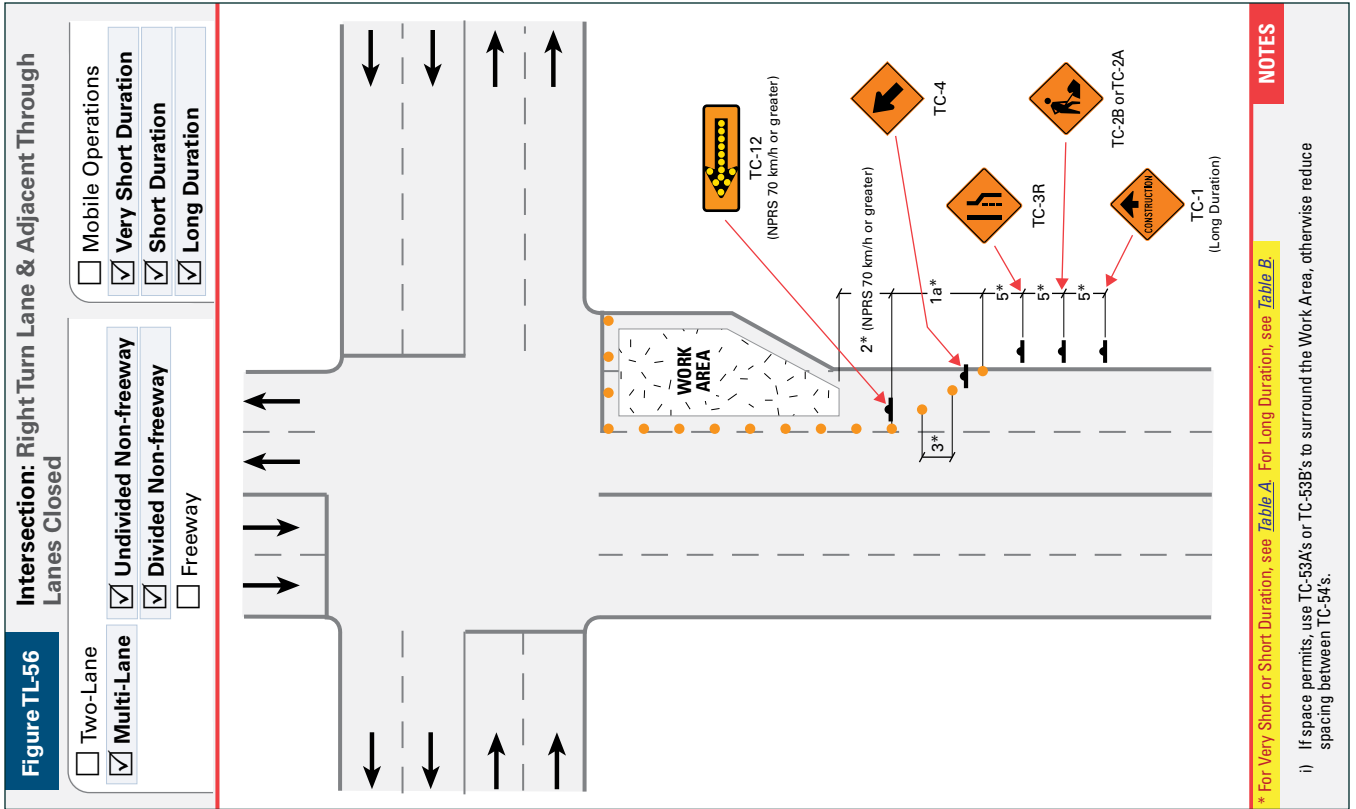 Figure TL-56
Intersection: Right Turn Lane & Adjacent Through
Lanes Closed
Two-Lane
Multi-Lane
Undivided Non-freeway
Divided Non-freeway
Freeway
Mobile Operations
Very Short Duration
Short Duration
Long Duration
WORK
AREA
TC-12
(NPRS 70 km/h or greater)
TC-4
2* (NPRS 70 km/h or greater)
1a*
3*
5*
5*
5*
TC-3R
TC-2B or TC-2A
CONSTRUCTION
TC-1
(Long Duration)
NOTES
* For Very Short or Short Duration, see Table A. For Long Duration, see Table B.
i) If space permits, use TC-53A's or TC-53B's to surround the Work Area, otherwise reduce
spacing between TC-54's.